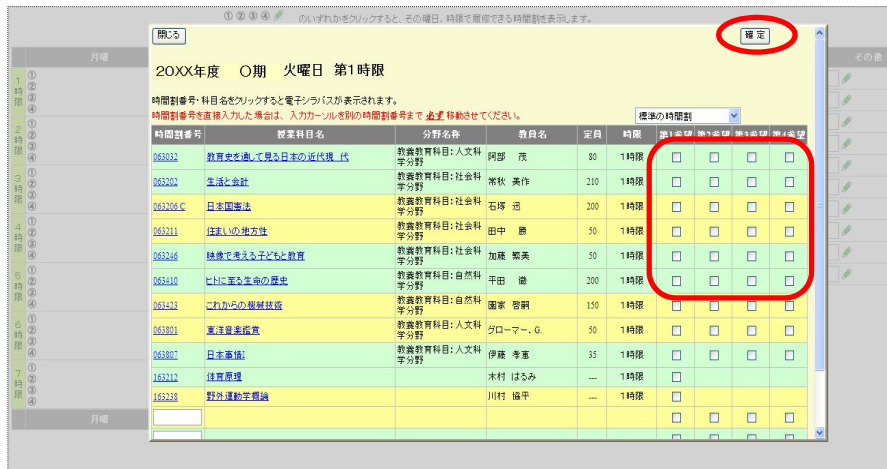 ①②③④ のいずれかをクリックすると、その曜日、時限で履修できる時間割を表示します。
閉じる
確定
月曜
その他
20XX年度 〇期 火曜日 第1時限
時間割番号・科目名をクリックすると電子シラバスが表示されます。
時間割番号を直接入力した場合は、入力カーソルを別の時間割番号まで 必ず 移動させてください。
標準の時間割
時間割番号 授業科目名 分野名称 教員名 定員 時限 第1希望 第2希望 第3希望 第4希望
063032 教育史を通して見る日本の近代現 代 教養教育科目:人文科学分野 阿部 茂 80 1時限
063202 生活と会計 教養教育科目:社会科学分野 常秋 美作 210 1時限
063206 C 日本国憲法 教養教育科目:社会科学分野 石塚 迅 200 1時限
063211 住まいの地方性 教養教育科目:社会科学分野 田中 勝 50 1時限
063246 映像で考える子どもと教育 教養教育科目:社会科学分野 加藤 繁美 50 1時限
063410 ヒトに至る生命の歴史 教養教育科目:自然科学分野 平田 徹 200 1時限
063423 これからの機械技術 教養教育科目:自然科学分野 園家 啓嗣 150 1時限
063801 東洋音楽鑑賞 教養教育科目:人文科学分野 グローマー.G. 50 1時限
063807 日本事情I 教養教育科目:人文科学分野 伊藤 孝恵 35 1時限
163212 体育原理 木村 はるみ --- 1時限
163238 野外運動学概論 川村 協平 --- 1時限
1時限 ①②③④
2時限 ①②③④
3時限 ①②③④
4時限 ①②③④
5時限 ①②③④
6時限 ①②③④
7時限 ①②③④
月曜